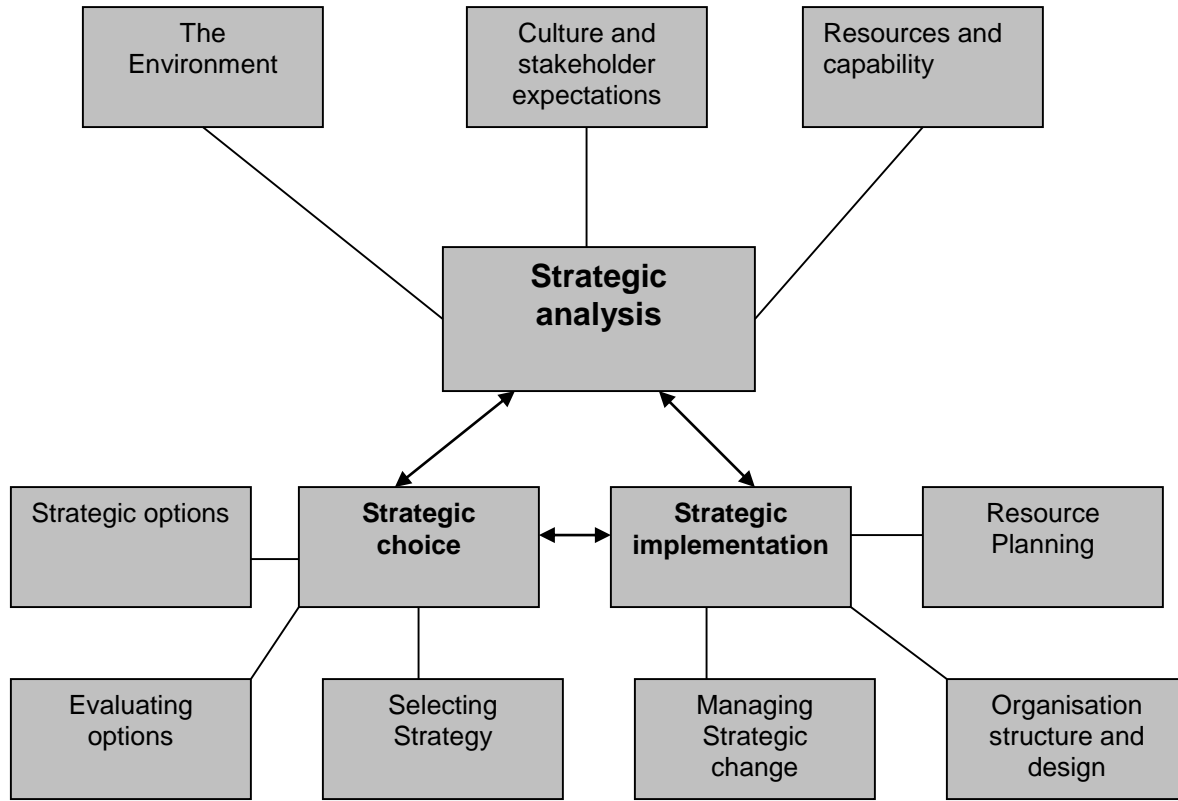 The
Environment
Culture and
stakeholder
expectations
Resources and
capability
Strategic
analysis
Strategic options
Strategic
choice
Strategic
implementation
Resource
Planning
Evaluating
options
Selecting
Strategy
Managing
Strategic
change
Organisation
structure and
design